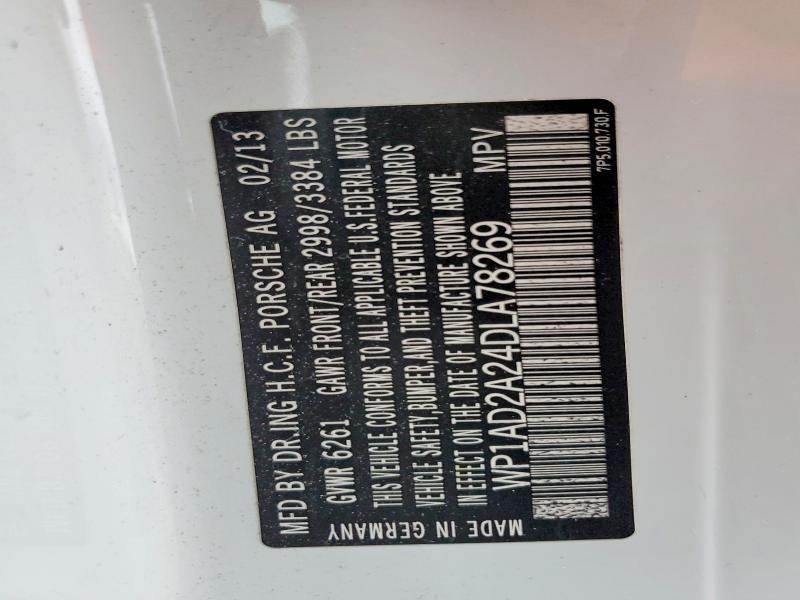 MFD BY DR.ING H.C.F. PORSCHE AG 02/13
GVWR 6261 GAWR FRONT/REAR 2998/3384 LBS
THIS VEHICLE CONFORMS TO ALL APPLICABLE U.S.FEDERAL MOTOR
VEHICLE SAFETY,BUMPER,AND THEFT PREVENTION STANDARDS
IN EFFECT ON THE DATE OF MANUFACTURE SHOWN ABOVE.
WP1AD2A24DLA78269 MPV
MADE IN GERMANY
7P5.010.730.F